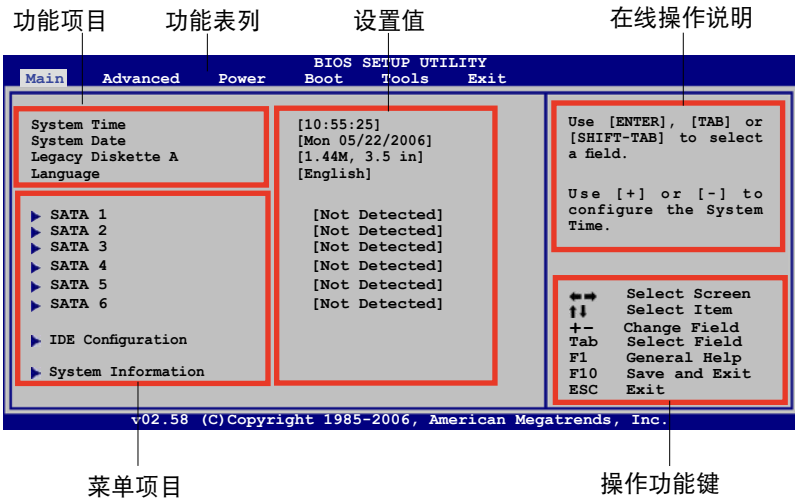 功能项目 功能表列 设置值 在线操作说明
BIOS SETUP UTILITY
Main Advanced Power Boot Tools Exit
System Time [10:55:25]
System Date [Mon 05/22/2006]
Legacy Diskette A [1.44M, 3.5 in]
Language [English]
SATA 1 [Not Detected]
SATA 2 [Not Detected]
SATA 3 [Not Detected]
SATA 4 [Not Detected]
SATA 5 [Not Detected]
SATA 6 [Not Detected]
IDE Configuration
System Information
Use [ENTER], [TAB] or
[SHIFT-TAB] to select
a field.
Use [+] or [-] to
configure the System
Time.
←→ Select Screen
↑↓ Select Item
+- Change Field
Tab Select Field
F1 General Help
F10 Save and Exit
ESC Exit
v02.58 (C)Copyright 1985-2006, American Megatrends, Inc.
菜单项目 操作功能键